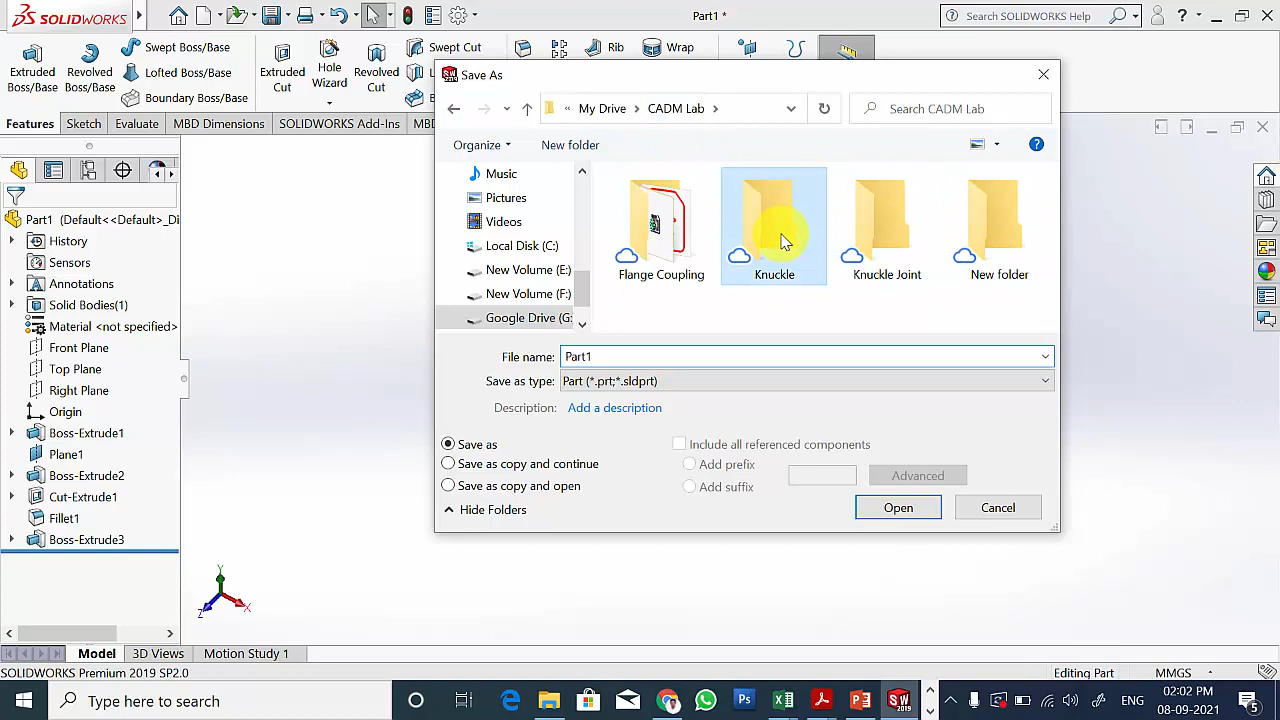 SOLIDWORKS
Part1 *
Search SOLIDWORKS Help
Extruded Boss/Base
Revolved Boss/Base
Swept Boss/Base
Lofted Boss/Base
Boundary Boss/Base
Extruded Cut
Hole Wizard
Revolved Cut
Swept Cut
Rib
Wrap
Features
Sketch
Evaluate
MBD Dimensions
SOLIDWORKS Add-Ins
MBD
Save As
« My Drive > CADM Lab >
Search CADM Lab
Organize
New folder
Music
Pictures
Videos
Local Disk (C:)
New Volume (E:)
New Volume (F:)
Google Drive (G:
Flange Coupling
Knuckle
Knuckle Joint
New folder
File name: Part1
Save as type: Part (*.prt;*.sldprt)
Description: Add a description
Save as
Save as copy and continue
Save as copy and open
Include all referenced components
Add prefix
Add suffix
Advanced
Hide Folders
Open
Cancel
Part1 (Default<<Default>_Di
History
Sensors
Annotations
Solid Bodies(1)
Material <not specified>
Front Plane
Top Plane
Right Plane
Origin
Boss-Extrude1
Plane1
Boss-Extrude2
Cut-Extrude1
Fillet1
Boss-Extrude3
Y
X
Z
Model
3D Views
Motion Study 1
SOLIDWORKS Premium 2019 SP2.0
Editing Part
MMGS
Type here to search
ENG
02:02 PM
08-09-2021